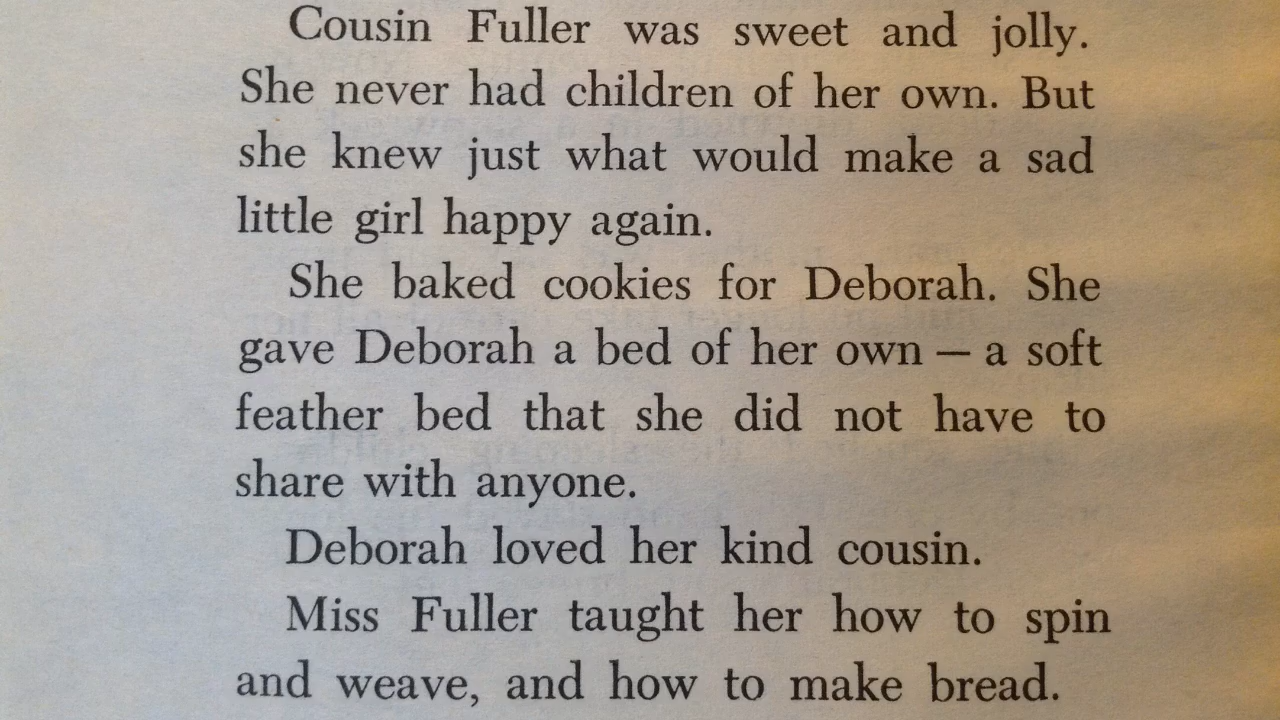 Cousin Fuller was sweet and jolly.
She never had children of her own. But
she knew just what would make a sad
little girl happy again.
She baked cookies for Deborah. She
gave Deborah a bed of her own — a soft
feather bed that she did not have to
share with anyone.
Deborah loved her kind cousin.
Miss Fuller taught her how to spin
and weave, and how to make bread.